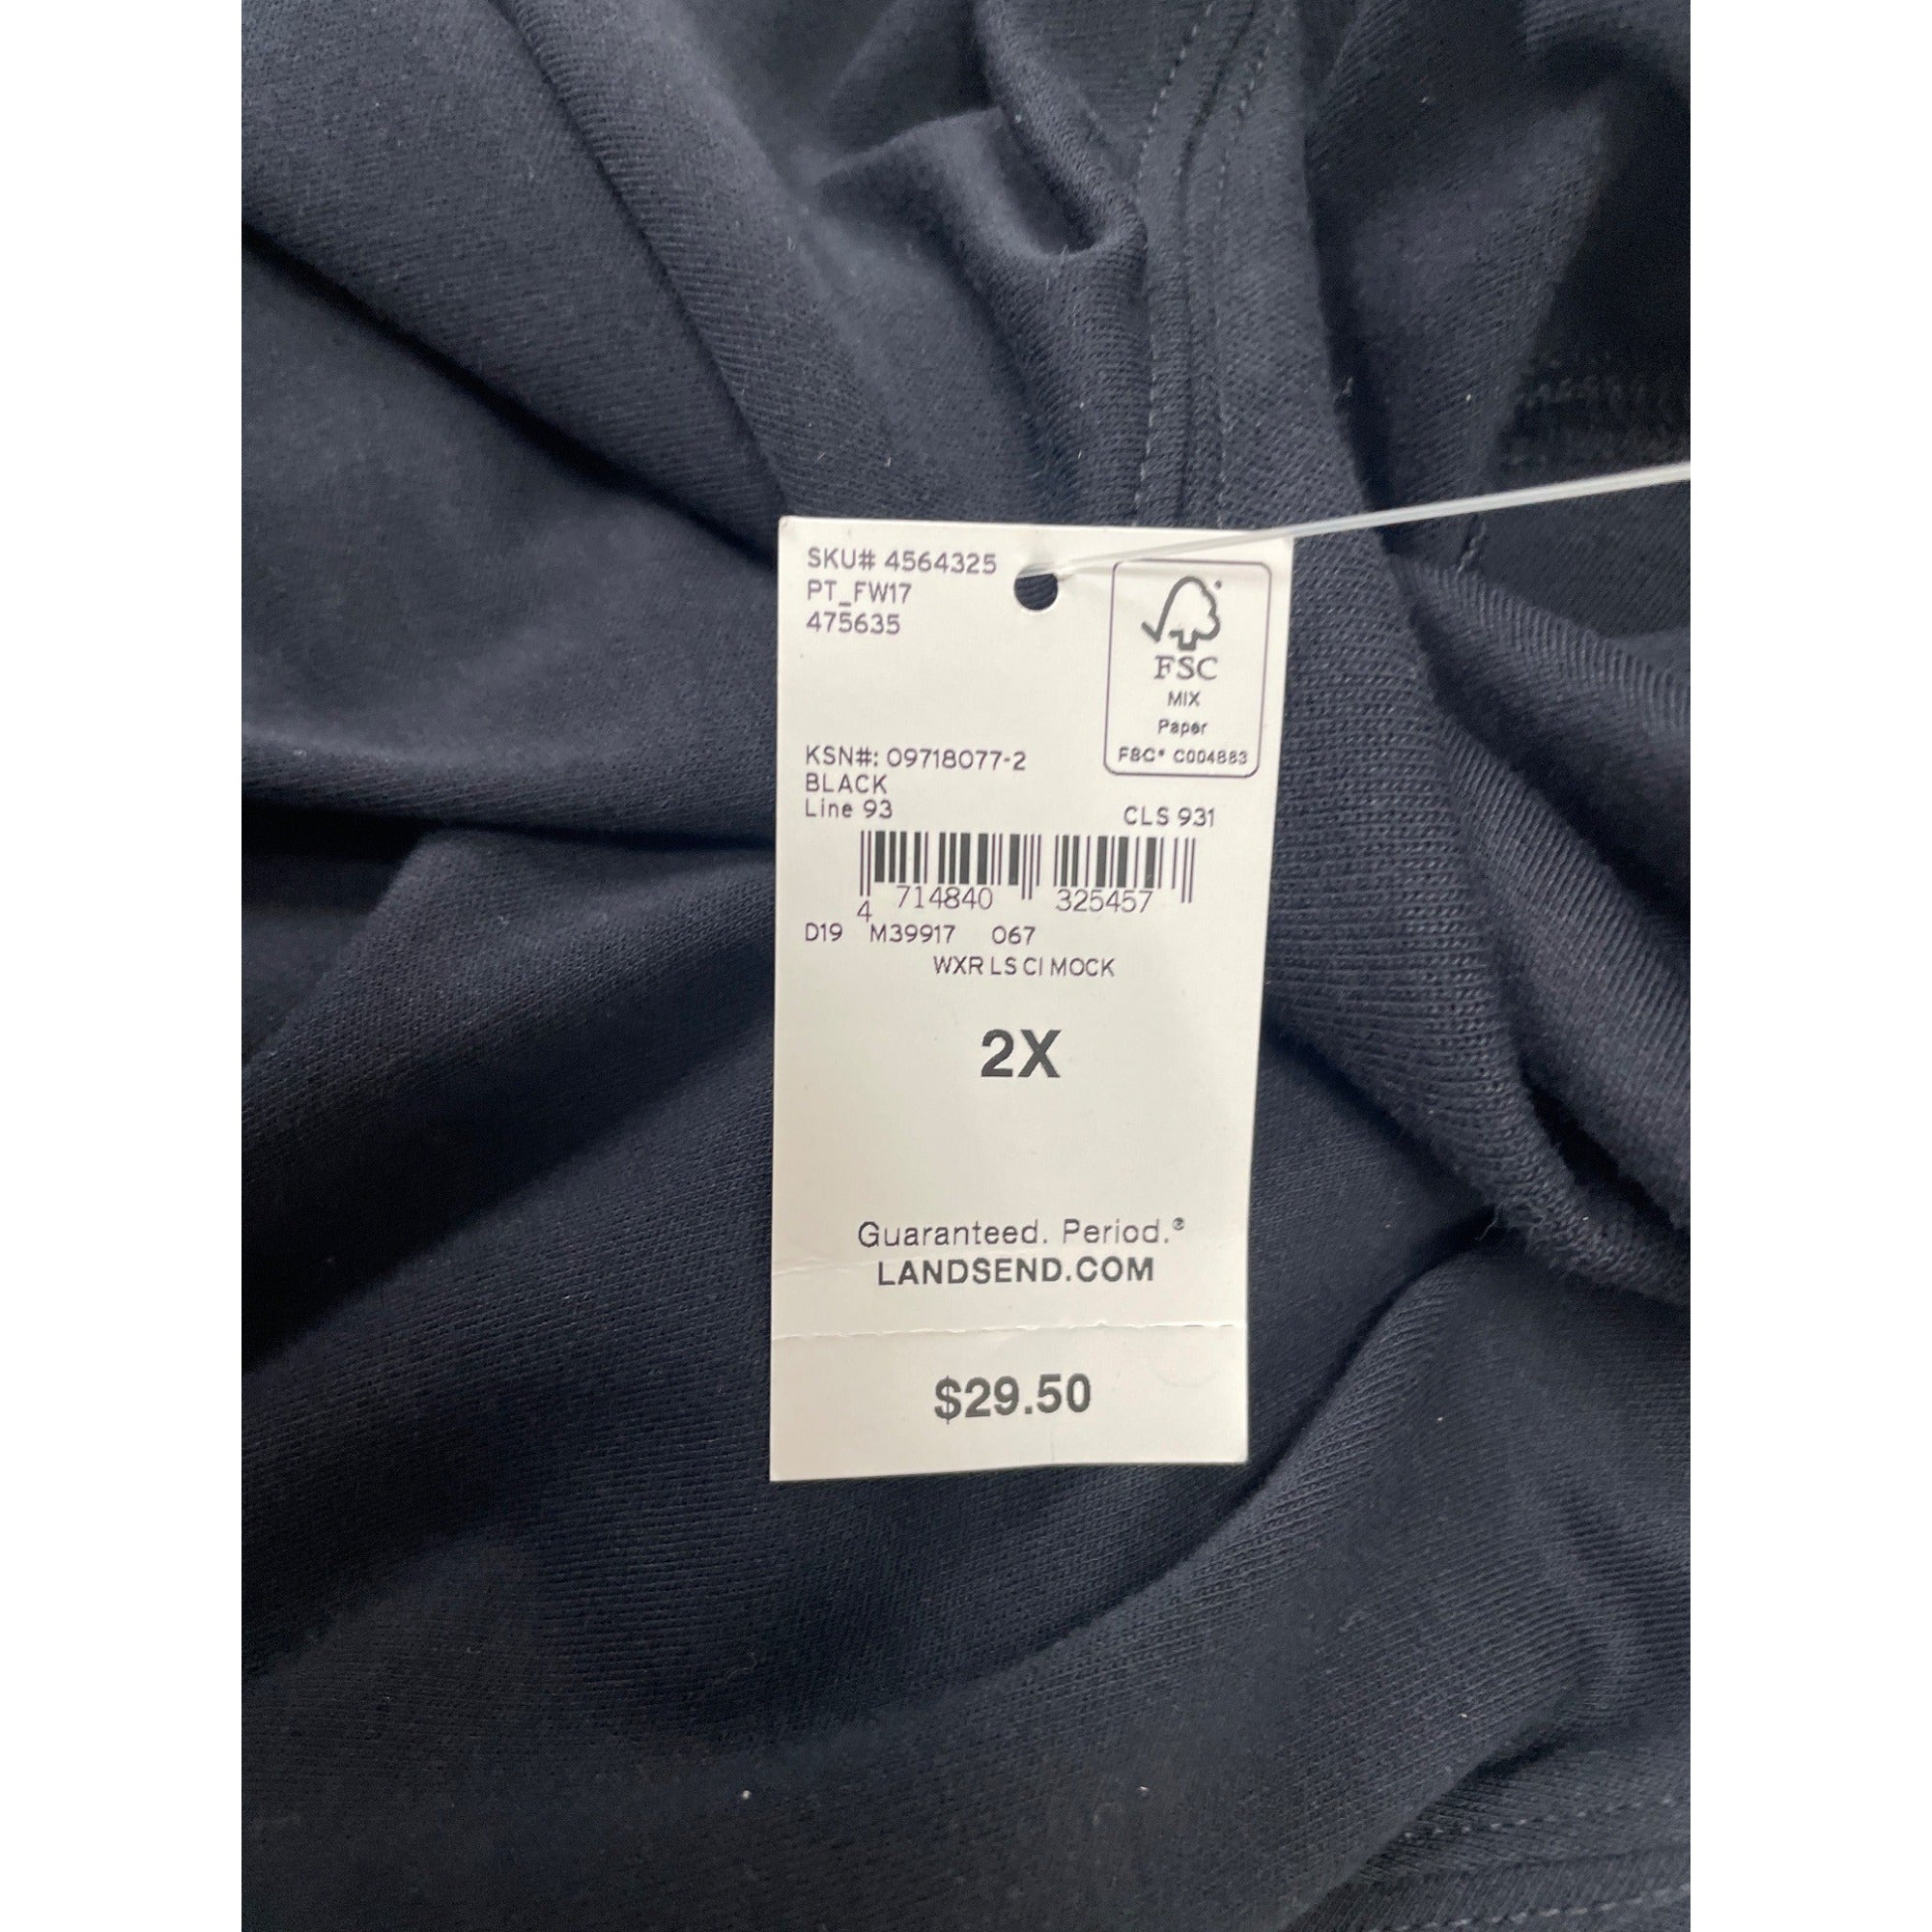 SKU# 4564325
PT_FW17
475635
FSC
MIX
Paper
FSC® C004883
KSN#: 09718077-2
BLACK
Line 93
CLS 931
4 714840 325457
D19 M39917 067
WXR LS CI MOCK
2X
Guaranteed. Period.®
LANDSEND.COM
$29.50